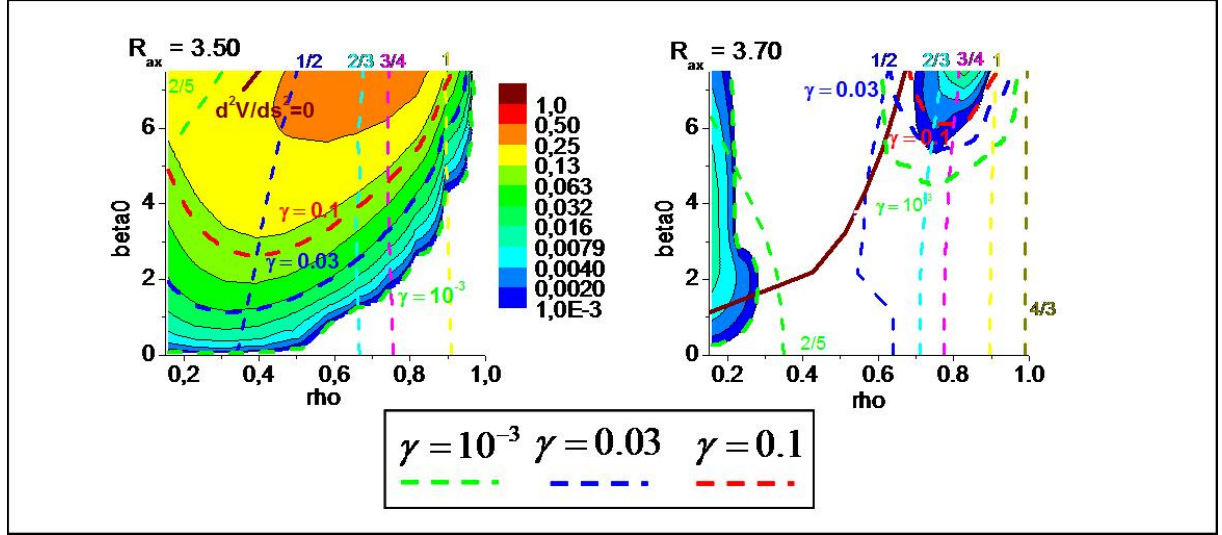 R_ax = 3.50
1/2 2/3 3/4 1
2/5
d²V/ds²=0
γ = 0.1
γ = 0.03
γ = 10⁻³
beta0
6
4
2
0
0,2 0,4 0,6 0,8 1,0
rho
1,0
0,50
0,25
0,13
0,063
0,032
0,016
0,0079
0,0040
0,0020
1,0E-3
R_ax = 3.70
1/2 2/3 3/4 1
γ = 0.03
γ = 0.1
γ = 10⁻³
2/5
4/3
beta0
6
4
2
0
0.2 0.4 0.6 0.8 1.0
rho
γ = 10⁻³ γ = 0.03 γ = 0.1